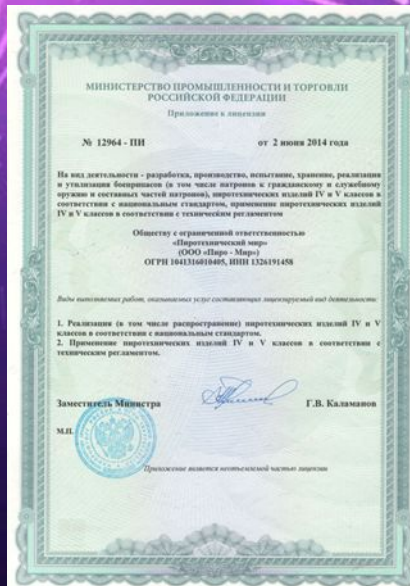 МИНИСТЕРСТВО ПРОМЫШЛЕННОСТИ И ТОРГОВЛИ
РОССИЙСКОЙ ФЕДЕРАЦИИ
Приложение к лицензии
№ 12964 - ПИ от 2 июня 2014 года
На вид деятельности - разработка, производство, испытание, хранение, реализация
и утилизация боеприпасов (в том числе патронов к гражданскому и служебному
оружию и составных частей патронов), пиротехнических изделий IV и V классов в
соответствии с национальным стандартом, применение пиротехнических изделий
IV и V классов в соответствии с техническим регламентом
Обществу с ограниченной ответственностью
«Пиротехнический мир»
(ООО «Пиро - Мир»)
ОГРН 1041316010405, ИНН 1326191458
Виды выполняемых работ, оказываемых услуг составляющих лицензируемый вид деятельности:
1. Реализация (в том числе распространение) пиротехнических изделий IV и V
классов в соответствии с национальным стандартом.
2. Применение пиротехнических изделий IV и V классов в соответствии с
техническим регламентом.
Заместитель Министра Г.В. Каламанов
М.П.
Приложение является неотъемлемой частью лицензии